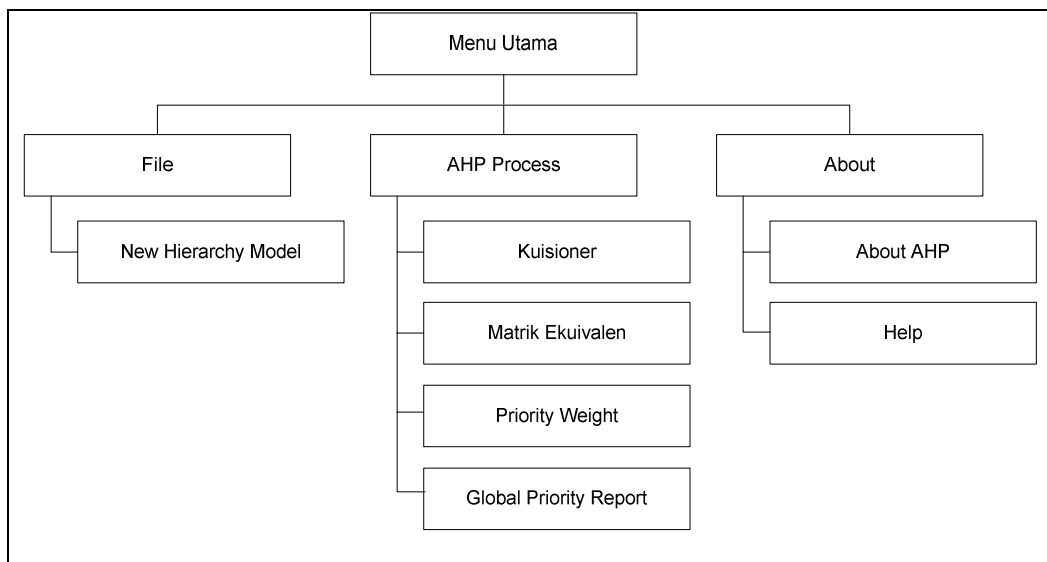 Menu Utama
File
AHP Process
About
New Hierarchy Model
Kuisioner
About AHP
Matrik Ekuivalen
Help
Priority Weight
Global Priority Report